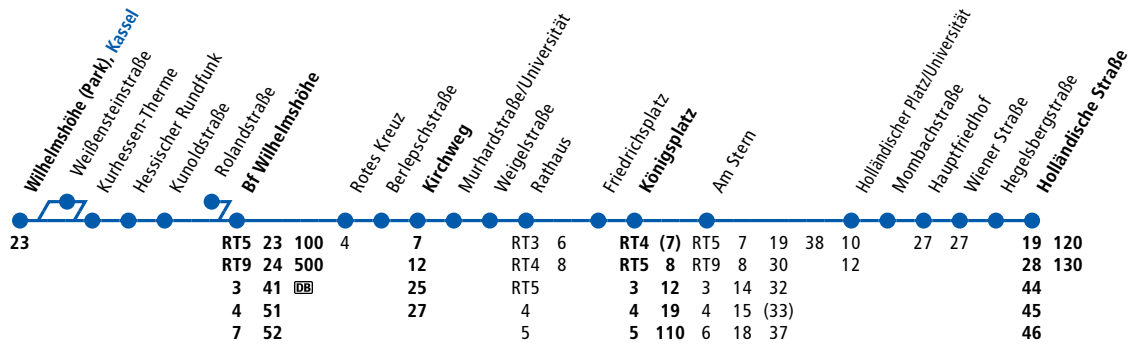 Wilhelmshöhe (Park), Kassel
Weißensteinstraße
Kurhessen-Therme
Hessischer Rundfunk
Kunoldstraße
Rolandstraße
Bf Wilhelmshöhe
Rotes Kreuz
Berlepschstraße
Kirchweg
Murhardstraße/Universität
Weigelstraße
Rathaus
Friedrichsplatz
Königsplatz
Am Stern
Holländischer Platz/Universität
Mombachstraße
Hauptfriedhof
Wiener Straße
Hegelsbergstraße
Holländische Straße
23 RT5 23 100 4 7 RT3 6 RT4 (7) RT5 7 19 38 10 27 27 19 120
RT9 24 500 12 RT4 8 RT5 8 RT9 8 30 12 28 130
3 41 DB 25 RT5 3 12 3 14 32 44
4 51 27 4 4 19 4 15 (33) 45
7 52 5 5 110 6 18 37 46